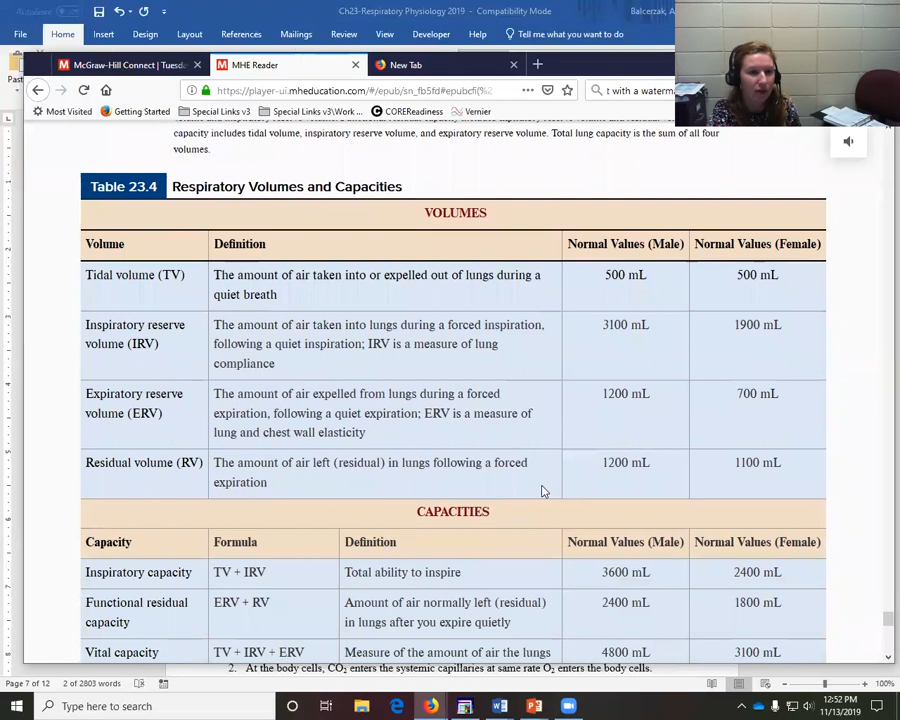 Ch23-Respiratory Physiology 2019 - Compatibility Mode
Balcerzak, A
File Home Insert Design Layout References Mailings Review View Developer Help Tell me what you want to do
Past
McGraw-Hill Connect | Tuesda
MHE Reader
New Tab
https://player-ui.mheducation.com/#/epub/sn_fb5fd#epubcfi(%2
t with a waterm
Most Visited Getting Started Special Links v3 Special Links v3\Work... COREReadiness Vernier
capacity includes tidal volume, inspiratory reserve volume, and expiratory reserve volume. Total lung capacity is the sum of all four
volumes.
Table 23.4 Respiratory Volumes and Capacities
VOLUMES
Volume Definition Normal Values (Male) Normal Values (Female)
Tidal volume (TV) The amount of air taken into or expelled out of lungs during a 500 mL 500 mL
quiet breath
Inspiratory reserve The amount of air taken into lungs during a forced inspiration, 3100 mL 1900 mL
volume (IRV) following a quiet inspiration; IRV is a measure of lung
compliance
Expiratory reserve The amount of air expelled from lungs during a forced 1200 mL 700 mL
volume (ERV) expiration, following a quiet expiration; ERV is a measure of
lung and chest wall elasticity
Residual volume (RV) The amount of air left (residual) in lungs following a forced 1200 mL 1100 mL
expiration
CAPACITIES
Capacity Formula Definition Normal Values (Male) Normal Values (Female)
Inspiratory capacity TV + IRV Total ability to inspire 3600 mL 2400 mL
Functional residual ERV + RV Amount of air normally left (residual) 2400 mL 1800 mL
capacity in lungs after you expire quietly
Vital capacity TV + IRV + ERV Measure of the amount of air the lungs 4800 mL 3100 mL
2. At the body cells, CO₂ enters the systemic capillaries at same rate O₂ enters the body cells.
Page 7 of 12 2 of 2803 words 100%
Type here to search
12:52 PM
11/13/2019